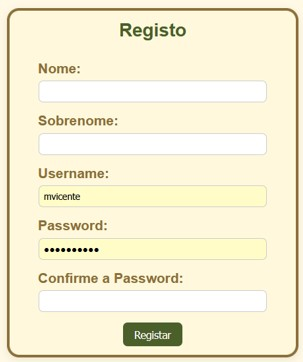 Registo
Nome:
Sobrenome:
Username:
mvicente
Password:
••••••••••
Confirme a Password:
Registar